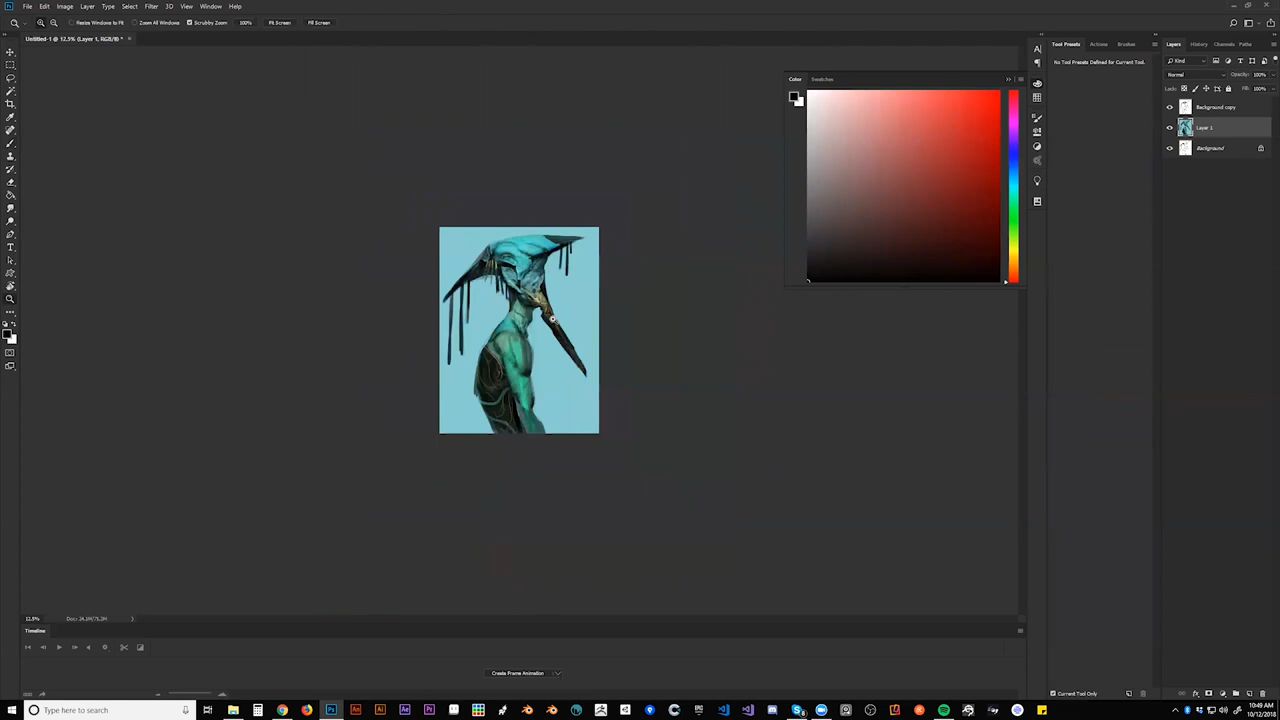 File Edit Image Layer Type Select Filter 3D View Window Help
Resize Windows to Fit Zoom All Windows Scrubby Zoom 100% Fit Screen Fill Screen
Untitled-1 @ 12.5% (Layer 1, RGB/8) *
Color Swatches
Tool Presets Actions Brushes
No Tool Presets Defined for Current Tool.
Layers History Channels Paths
Kind
Normal Opacity: 100%
Lock: Fill: 100%
Background copy
Layer 1
Background
12.5%
Timeline
Create Frame Animation
Current Tool Only
Type here to search
10:49 AM
10/12/2018